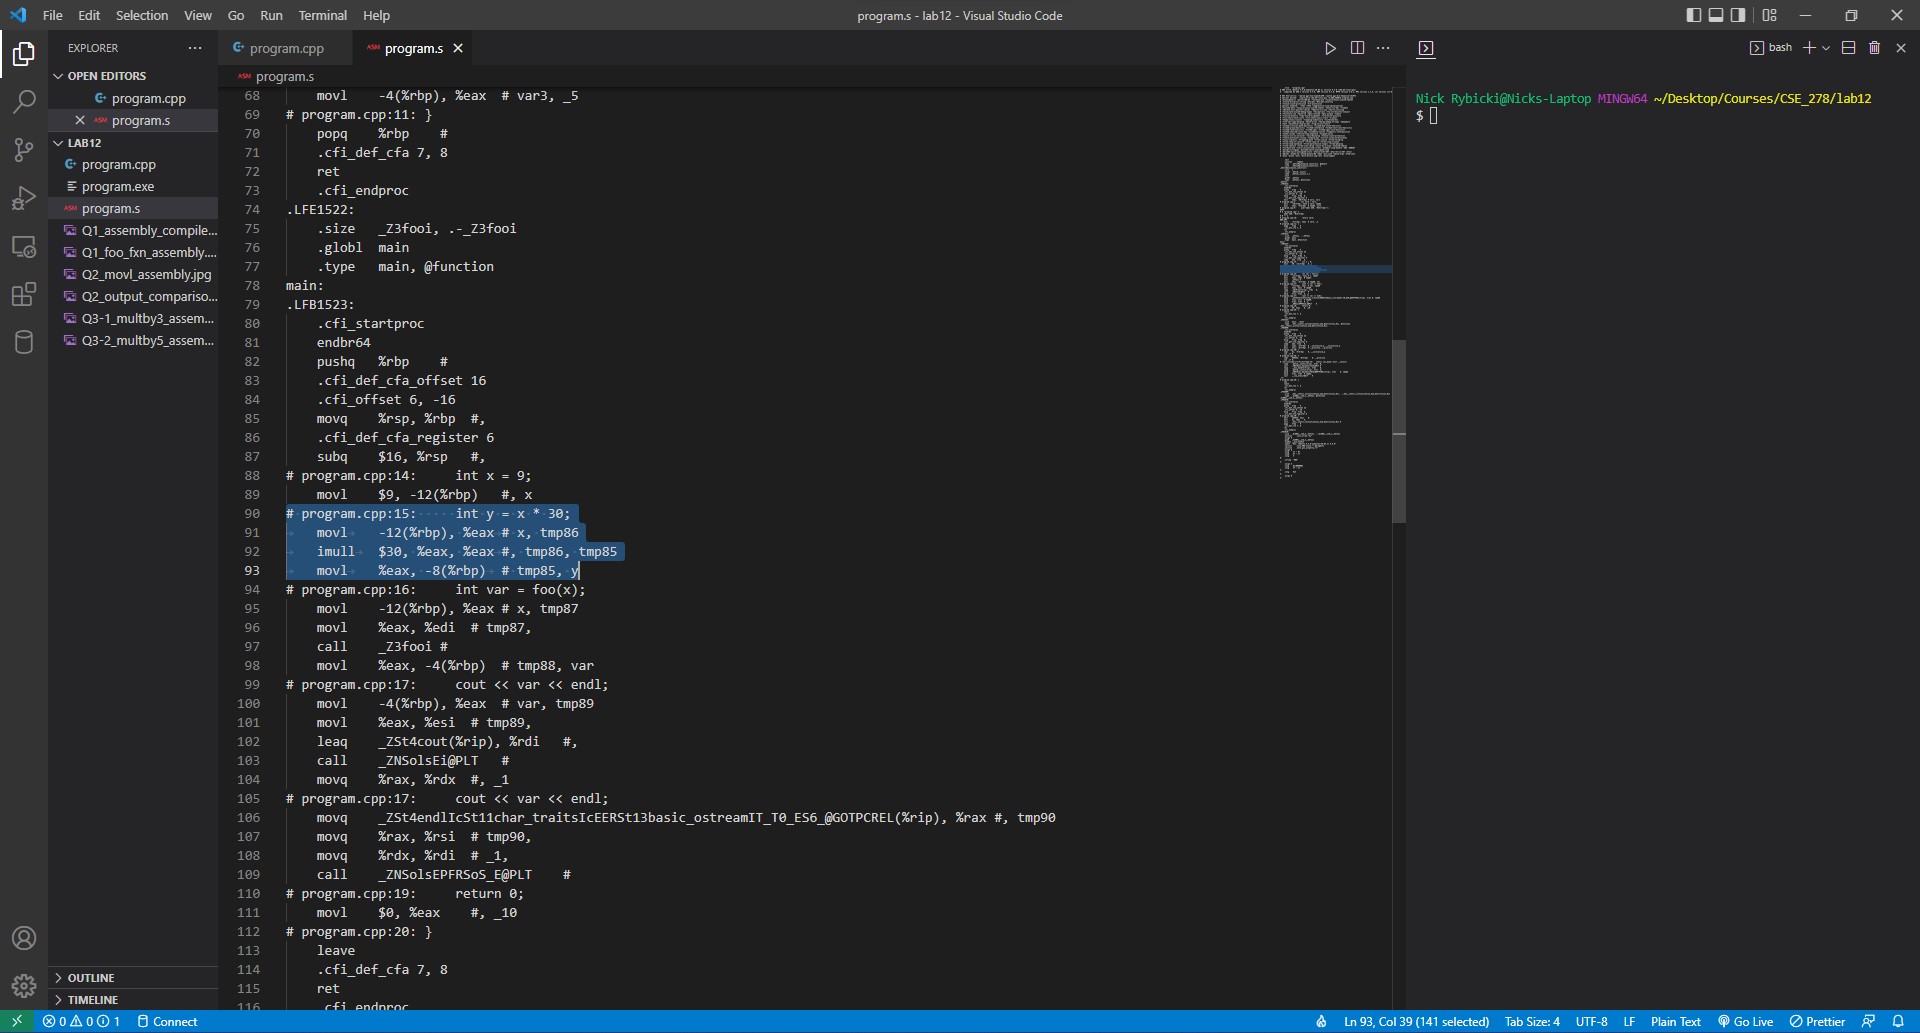 File Edit Selection View Go Run Terminal Help
program.s - lab12 - Visual Studio Code
EXPLORER
OPEN EDITORS
program.cpp
program.s
LAB12
program.cpp
program.exe
program.s
Q1_assembly_compile...
Q1_foo_fxn_assembly....
Q2_movl_assembly.jpg
Q2_output_compariso...
Q3-1_multby3_assem...
Q3-2_multby5_assem...
OUTLINE
TIMELINE
program.cpp
ASM program.s
ASM program.s
68 movl -4(%rbp), %eax # var3, _5
69 # program.cpp:11: }
70 popq %rbp #
71 .cfi_def_cfa 7, 8
72 ret
73 .cfi_endproc
74 .LFE1522:
75 .size _Z3fooi, .-_Z3fooi
76 .globl main
77 .type main, @function
78 main:
79 .LFB1523:
80 .cfi_startproc
81 endbr64
82 pushq %rbp #
83 .cfi_def_cfa_offset 16
84 .cfi_offset 6, -16
85 movq %rsp, %rbp #,
86 .cfi_def_cfa_register 6
87 subq $16, %rsp #,
88 # program.cpp:14: int x = 9;
89 movl $9, -12(%rbp) #, x
90 # program.cpp:15: int y = x * 30;
91 movl -12(%rbp), %eax # x, tmp86
92 imull $30, %eax, %eax #, tmp86, tmp85
93 movl %eax, -8(%rbp) # tmp85, y
94 # program.cpp:16: int var = foo(x);
95 movl -12(%rbp), %eax # x, tmp87
96 movl %eax, %edi # tmp87,
97 call _Z3fooi #
98 movl %eax, -4(%rbp) # tmp88, var
99 # program.cpp:17: cout << var << endl;
100 movl -4(%rbp), %eax # var, tmp89
101 movl %eax, %esi # tmp89,
102 leaq _ZSt4cout(%rip), %rdi #,
103 call _ZNSolsEi@PLT #
104 movq %rax, %rdx #, _1
105 # program.cpp:17: cout << var << endl;
106 movq _ZSt4endlIcSt11char_traitsIcEERSt13basic_ostreamIT_T0_ES6_@GOTPCREL(%rip), %rax #, tmp90
107 movq %rax, %rsi # tmp90,
108 movq %rdx, %rdi # _1,
109 call _ZNSolsEPFRSoS_E@PLT #
110 # program.cpp:19: return 0;
111 movl $0, %eax #, _10
112 # program.cpp:20: }
113 leave
114 .cfi_def_cfa 7, 8
115 ret
116 .cfi_endproc
bash
Nick Rybicki@Nicks-Laptop MINGW64 ~/Desktop/Courses/CSE_278/lab12
$
0 0 1 Connect
Ln 93, Col 39 (141 selected) Tab Size: 4 UTF-8 LF Plain Text Go Live Prettier